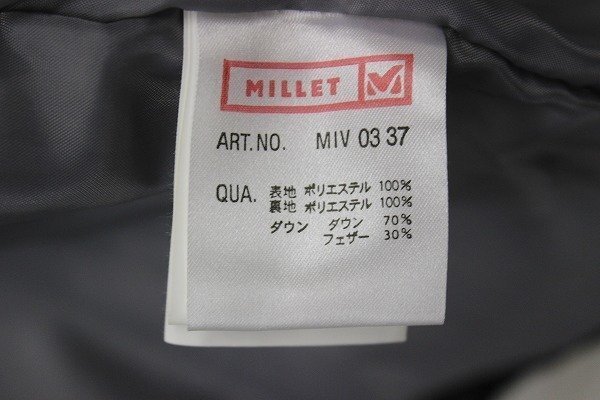 MILLET M
ART.NO. MIV 03 37
QUA. 表地 ポリエステル 100%
裏地 ポリエステル 100%
ダウン ダウン 70%
フェザー 30%